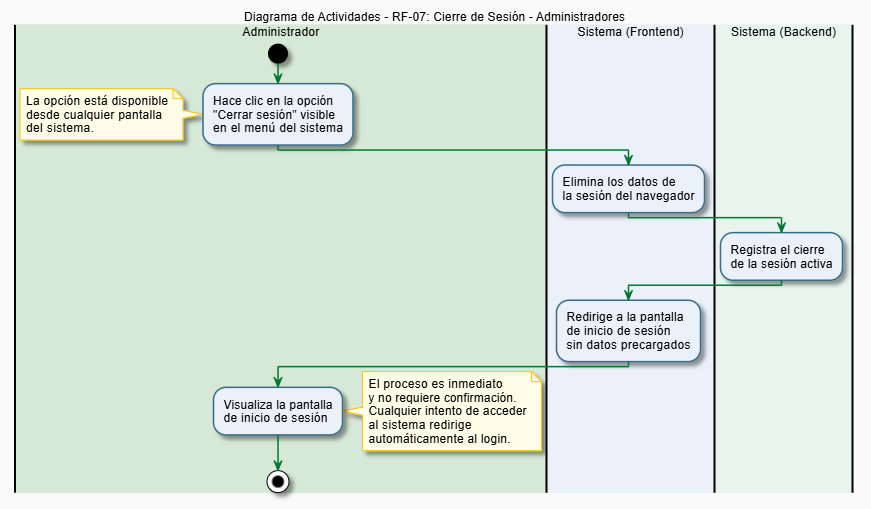 Diagrama de Actividades - RF-07: Cierre de Sesión - Administradores
Administrador
Sistema (Frontend)
Sistema (Backend)
La opción está disponible
desde cualquier pantalla
del sistema.
Hace clic en la opción
"Cerrar sesión" visible
en el menú del sistema
Elimina los datos de
la sesión del navegador
Registra el cierre
de la sesión activa
Redirige a la pantalla
de inicio de sesión
sin datos precargados
Visualiza la pantalla
de inicio de sesión
El proceso es inmediato
y no requiere confirmación.
Cualquier intento de acceder
al sistema redirige
automáticamente al login.